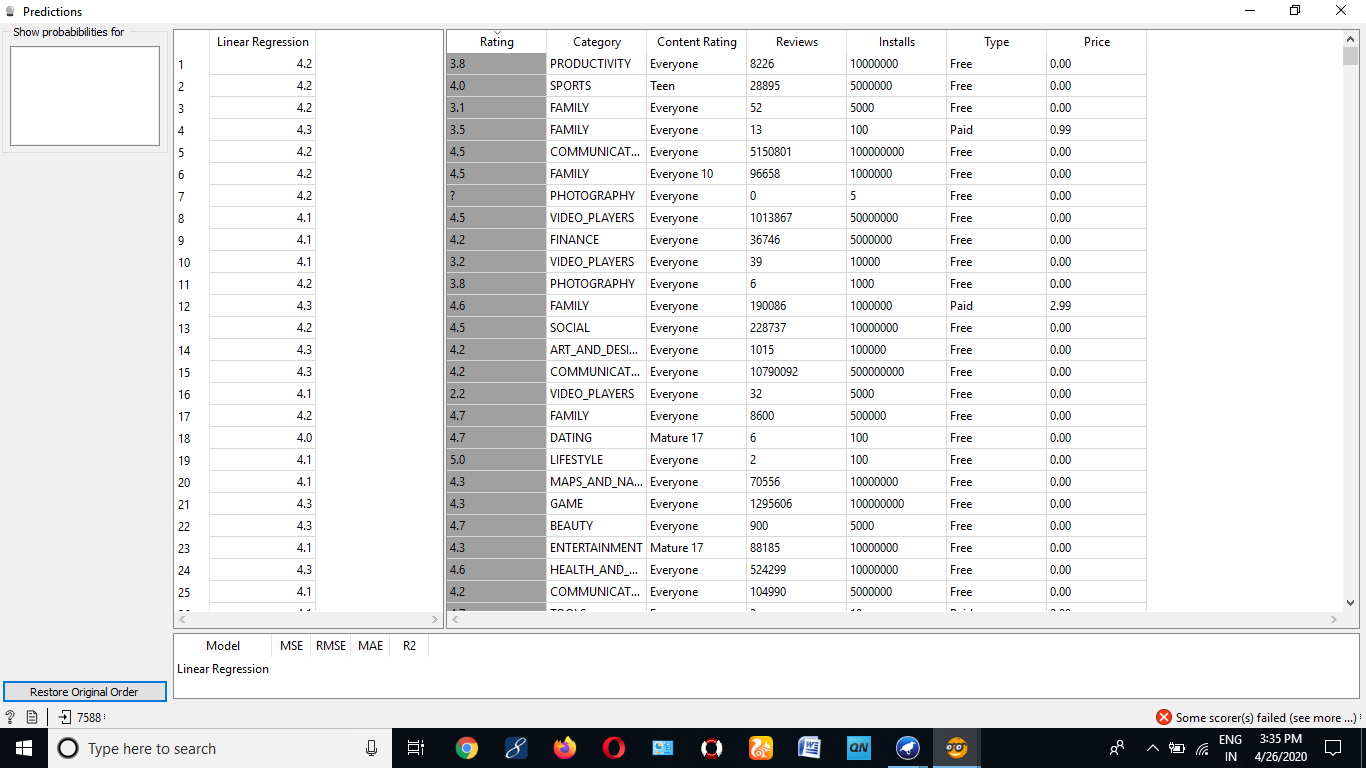 Predictions
Show probabilities for
Linear Regression Rating Category Content Rating Reviews Installs Type Price
1 4.2 3.8 PRODUCTIVITY Everyone 8226 10000000 Free 0.00
2 4.2 4.0 SPORTS Teen 28895 5000000 Free 0.00
3 4.2 3.1 FAMILY Everyone 52 5000 Free 0.00
4 4.3 3.5 FAMILY Everyone 13 100 Paid 0.99
5 4.2 4.5 COMMUNICAT... Everyone 5150801 100000000 Free 0.00
6 4.2 4.5 FAMILY Everyone 10 96658 1000000 Free 0.00
7 4.2 ? PHOTOGRAPHY Everyone 0 5 Free 0.00
8 4.1 4.5 VIDEO_PLAYERS Everyone 1013867 50000000 Free 0.00
9 4.1 4.2 FINANCE Everyone 36746 5000000 Free 0.00
10 4.1 3.2 VIDEO_PLAYERS Everyone 39 10000 Free 0.00
11 4.2 3.8 PHOTOGRAPHY Everyone 6 1000 Free 0.00
12 4.3 4.6 FAMILY Everyone 190086 1000000 Paid 2.99
13 4.2 4.5 SOCIAL Everyone 228737 10000000 Free 0.00
14 4.3 4.2 ART_AND_DESI... Everyone 1015 100000 Free 0.00
15 4.3 4.2 COMMUNICAT... Everyone 10790092 500000000 Free 0.00
16 4.1 2.2 VIDEO_PLAYERS Everyone 32 5000 Free 0.00
17 4.2 4.7 FAMILY Everyone 8600 500000 Free 0.00
18 4.0 4.7 DATING Mature 17 6 100 Free 0.00
19 4.1 5.0 LIFESTYLE Everyone 2 100 Free 0.00
20 4.1 4.3 MAPS_AND_NA... Everyone 70556 10000000 Free 0.00
21 4.3 4.3 GAME Everyone 1295606 100000000 Free 0.00
22 4.3 4.7 BEAUTY Everyone 900 5000 Free 0.00
23 4.1 4.3 ENTERTAINMENT Mature 17 88185 10000000 Free 0.00
24 4.3 4.6 HEALTH_AND_... Everyone 524299 10000000 Free 0.00
25 4.1 4.2 COMMUNICAT... Everyone 104990 5000000 Free 0.00
Model MSE RMSE MAE R2
Linear Regression
Restore Original Order
? 7588 Some scorer(s) failed (see more ...)
Type here to search
QN
ENG
IN
3:35 PM
4/26/2020